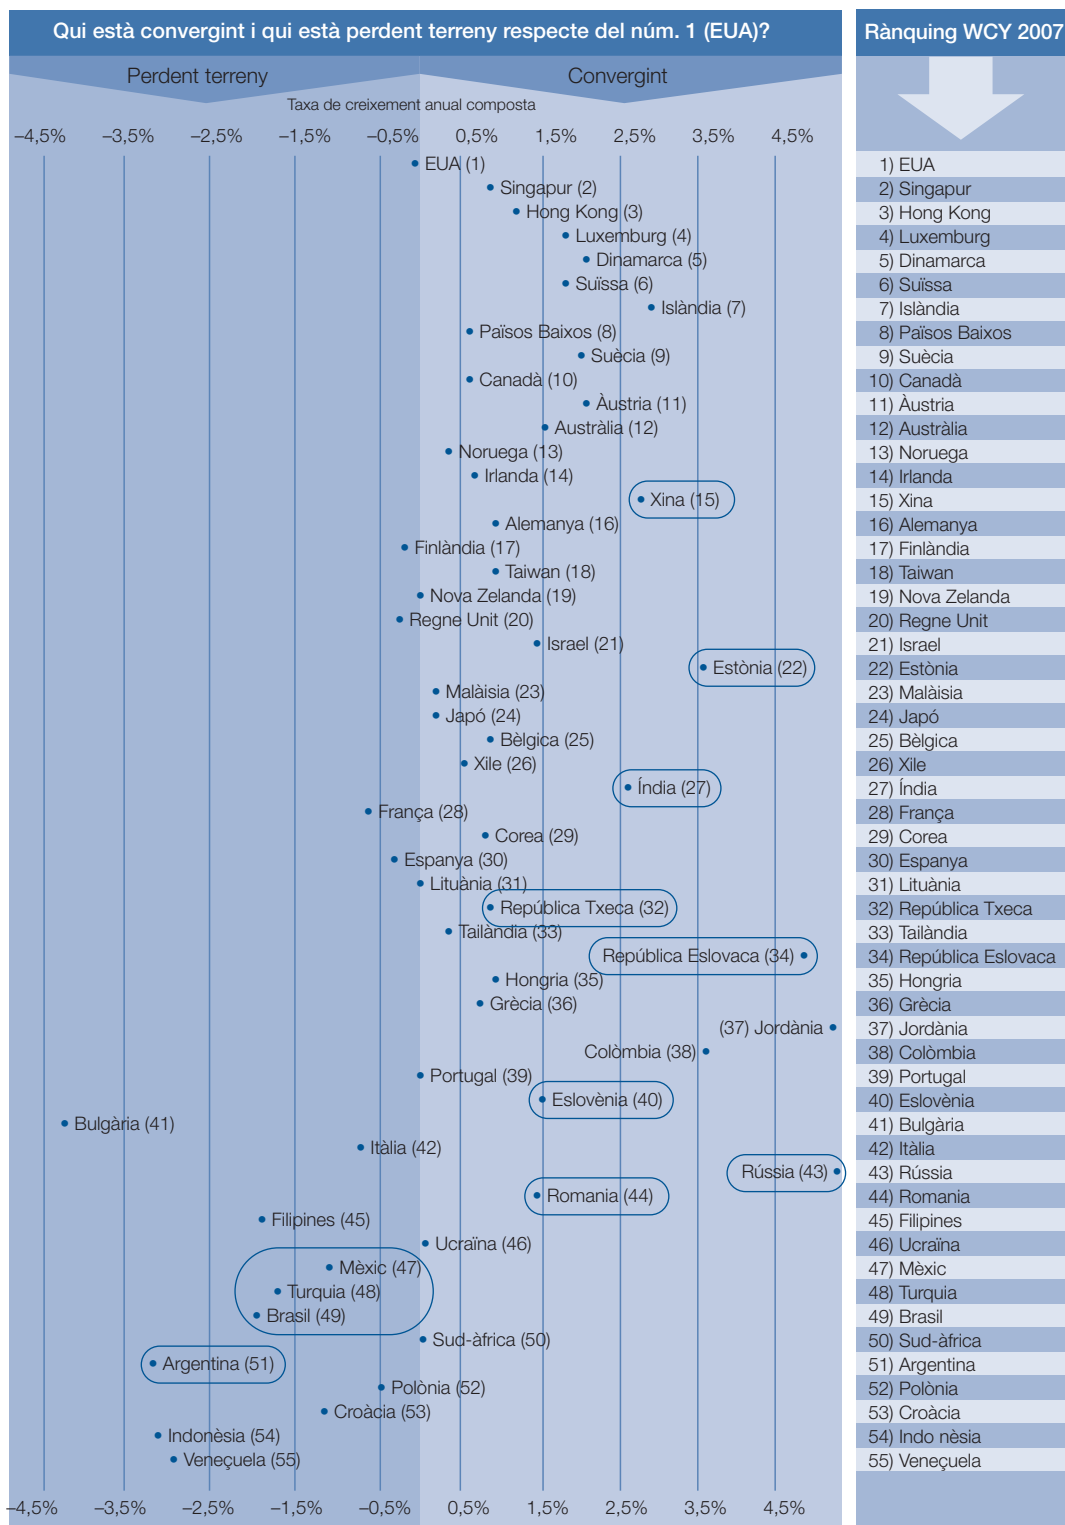 Qui està convergint i qui està perdent terreny respecte del núm. 1 (EUA)?
Perdent terreny
Convergint
Taxa de creixement anual composta
–4,5% –3,5% –2,5% –1,5% –0,5% 0,5% 1,5% 2,5% 3,5% 4,5%
EUA (1)
Singapur (2)
Hong Kong (3)
Luxemburg (4)
Dinamarca (5)
Suïssa (6)
Islàndia (7)
Països Baixos (8)
Suècia (9)
Canadà (10)
Àustria (11)
Austràlia (12)
Noruega (13)
Irlanda (14)
Xina (15)
Alemanya (16)
Finlàndia (17)
Taiwan (18)
Nova Zelanda (19)
Regne Unit (20)
Israel (21)
Estònia (22)
Malàisia (23)
Japó (24)
Bèlgica (25)
Xile (26)
Índia (27)
França (28)
Corea (29)
Espanya (30)
Lituània (31)
República Txeca (32)
Tailàndia (33)
República Eslovaca (34)
Hongria (35)
Grècia (36)
(37) Jordània
Colòmbia (38)
Portugal (39)
Eslovènia (40)
Bulgària (41)
Itàlia (42)
Rússia (43)
Romania (44)
Filipines (45)
Ucraïna (46)
Mèxic (47)
Turquia (48)
Brasil (49)
Sud-àfrica (50)
Argentina (51)
Polònia (52)
Croàcia (53)
Indonèsia (54)
Veneçuela (55)
–4,5% –3,5% –2,5% –1,5% –0,5% 0,5% 1,5% 2,5% 3,5% 4,5%
Rànquing WCY 2007
1) EUA
2) Singapur
3) Hong Kong
4) Luxemburg
5) Dinamarca
6) Suïssa
7) Islàndia
8) Països Baixos
9) Suècia
10) Canadà
11) Àustria
12) Austràlia
13) Noruega
14) Irlanda
15) Xina
16) Alemanya
17) Finlàndia
18) Taiwan
19) Nova Zelanda
20) Regne Unit
21) Israel
22) Estònia
23) Malàisia
24) Japó
25) Bèlgica
26) Xile
27) Índia
28) França
29) Corea
30) Espanya
31) Lituània
32) República Txeca
33) Tailàndia
34) República Eslovaca
35) Hongria
36) Grècia
37) Jordània
38) Colòmbia
39) Portugal
40) Eslovènia
41) Bulgària
42) Itàlia
43) Rússia
44) Romania
45) Filipines
46) Ucraïna
47) Mèxic
48) Turquia
49) Brasil
50) Sud-àfrica
51) Argentina
52) Polònia
53) Croàcia
54) Indo nèsia
55) Veneçuela